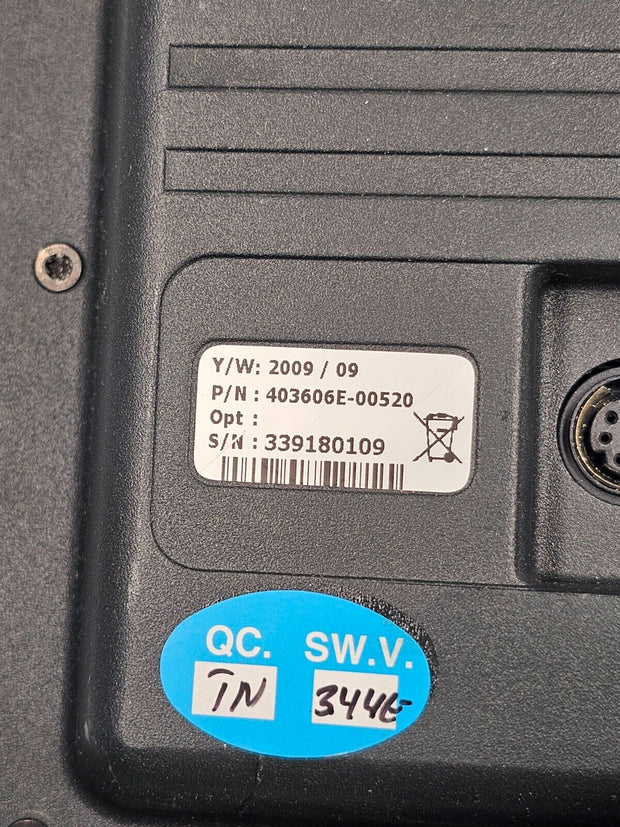 Y/W: 2009 / 09
P/N : 403606E-00520
Opt :
S/N : 339180109
QC. SW.V.
TN 344E